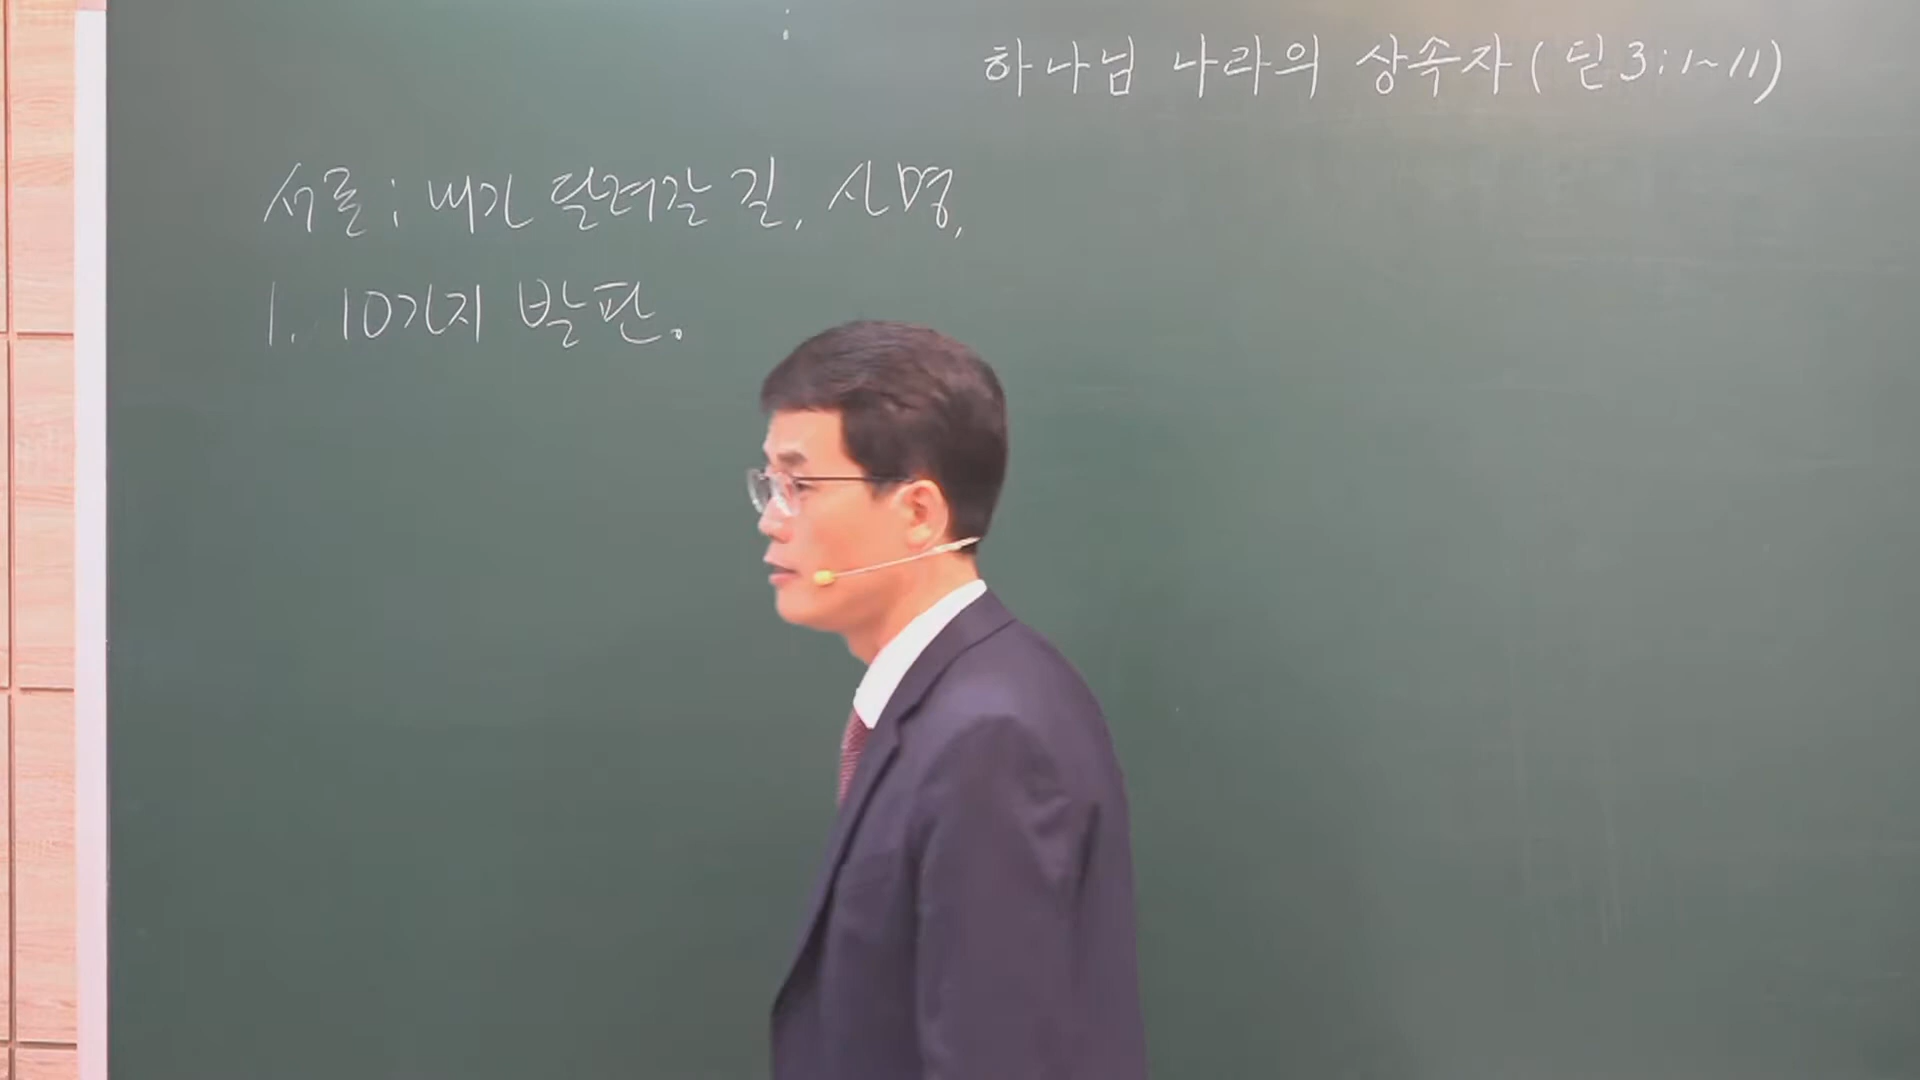 하나님 나라의 상속자 (딛 3:1~11)
서론 : 내가 달려갈 길, 사명,
1. 10가지 발판。